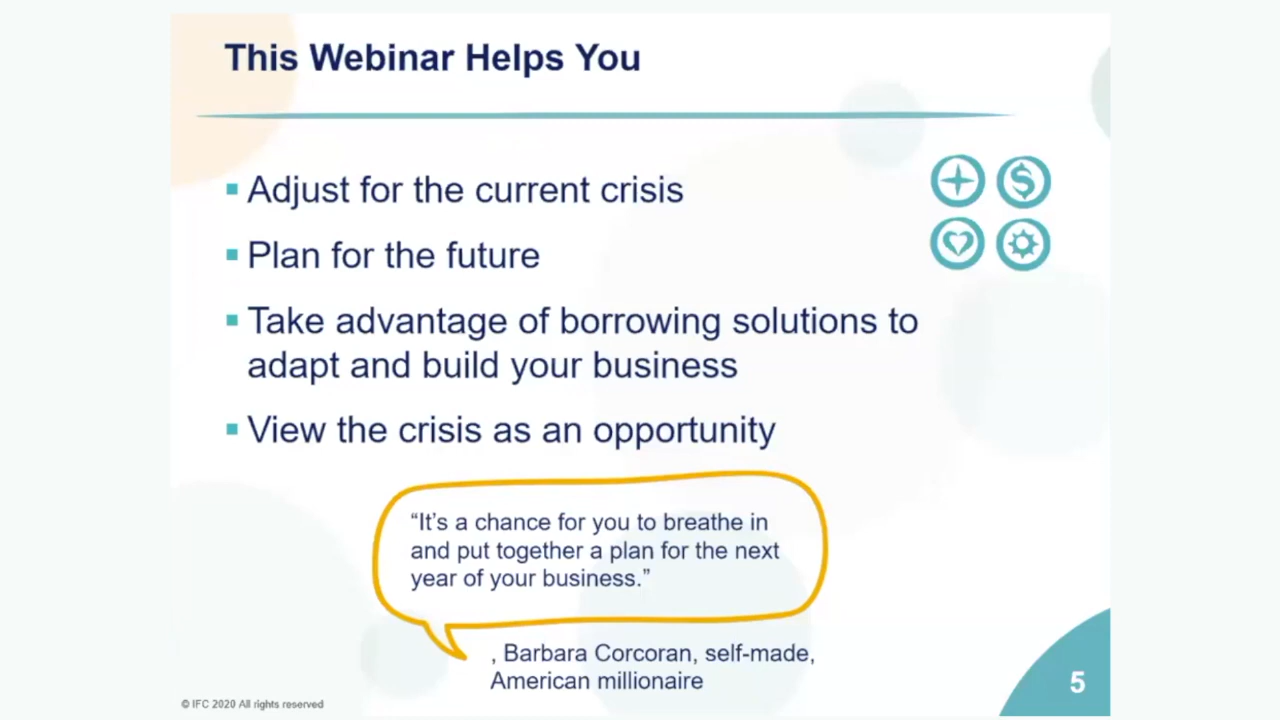 This Webinar Helps You
Adjust for the current crisis
Plan for the future
Take advantage of borrowing solutions to
adapt and build your business
View the crisis as an opportunity
“It’s a chance for you to breathe in
and put together a plan for the next
year of your business.”
, Barbara Corcoran, self-made,
American millionaire
© IFC 2020 All rights reserved
5